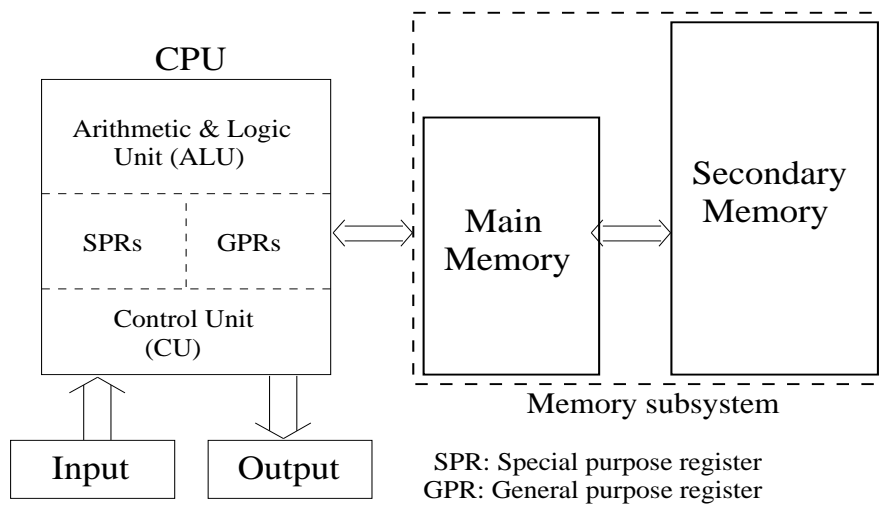 CPU
Arithmetic & Logic
Unit (ALU)
SPRs
GPRs
Control Unit
(CU)
Input
Output
Main
Memory
Secondary
Memory
Memory subsystem
SPR: Special purpose register
GPR: General purpose register